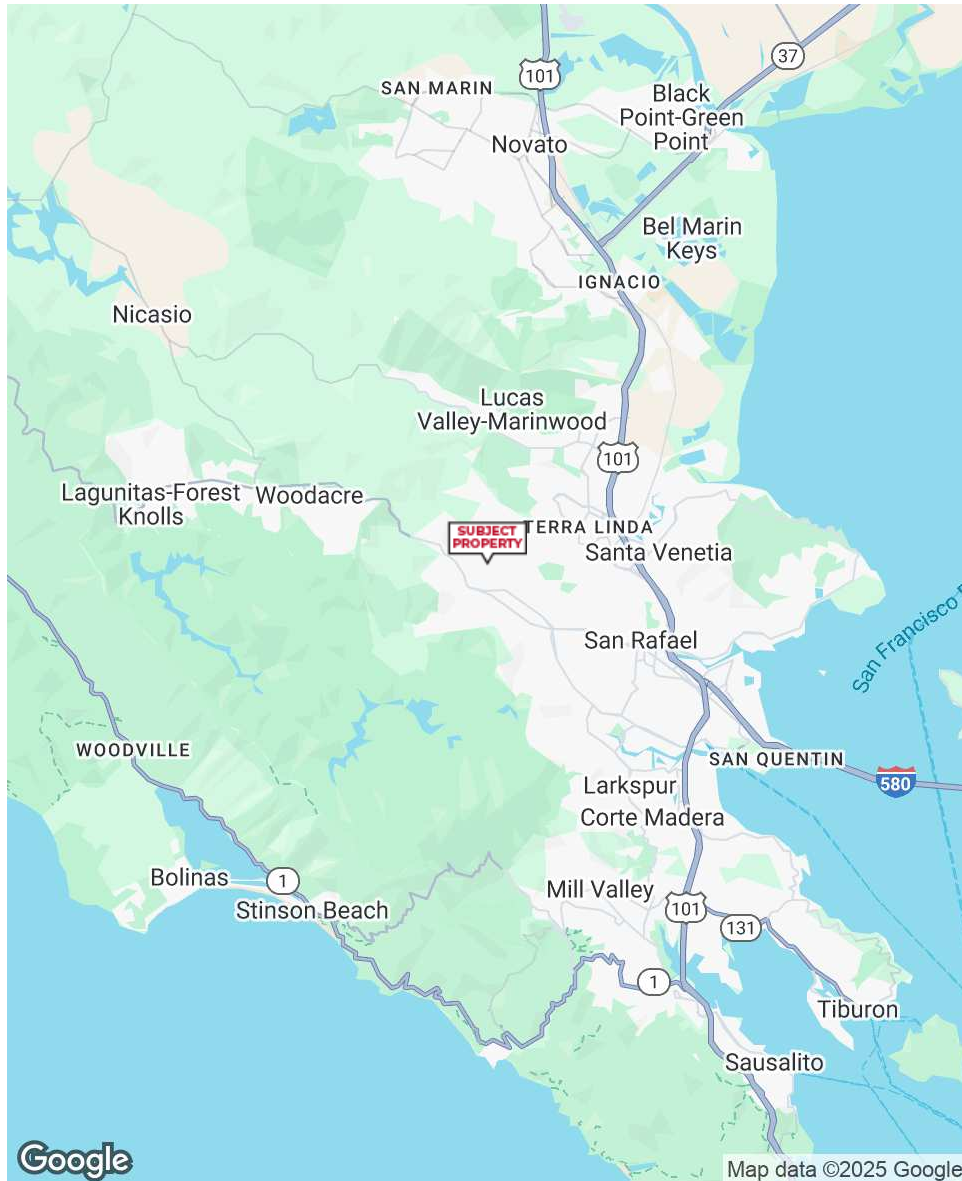 101
37
SAN MARIN
Black
Point-Green
Point
Novato
Bel Marin
Keys
IGNACIO
Nicasio
Lucas
Valley-Marinwood
101
Lagunitas-Forest
Knolls
Woodacre
SUBJECT
PROPERTY
TERRA LINDA
Santa Venetia
San Francisco
San Rafael
WOODVILLE
SAN QUENTIN
580
Larkspur
Corte Madera
Bolinas
1
Stinson Beach
Mill Valley
101
131
1
Tiburon
Sausalito
Google
Map data ©2025 Google